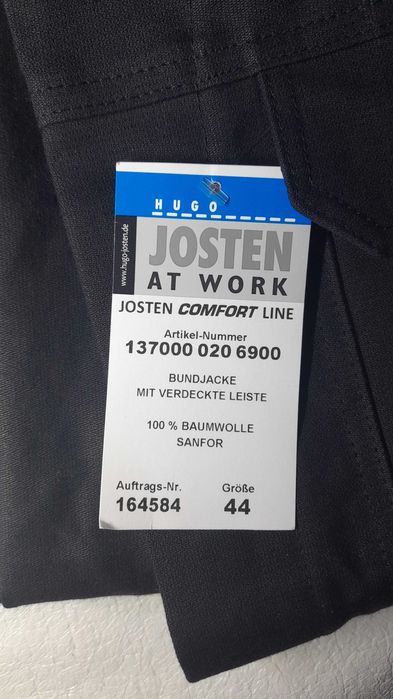 HUGO
JOSTEN
www.hugo-josten.de
AT WORK
JOSTEN COMFORT LINE
Artikel-Nummer
137000 020 6900
BUNDJACKE
MIT VERDECKTE LEISTE
100 % BAUMWOLLE
SANFOR
Auftrags-Nr. Größe
164584 44